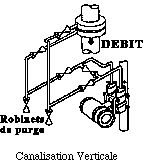 DEBIT
Robinets
de purge
Canalisation Verticale